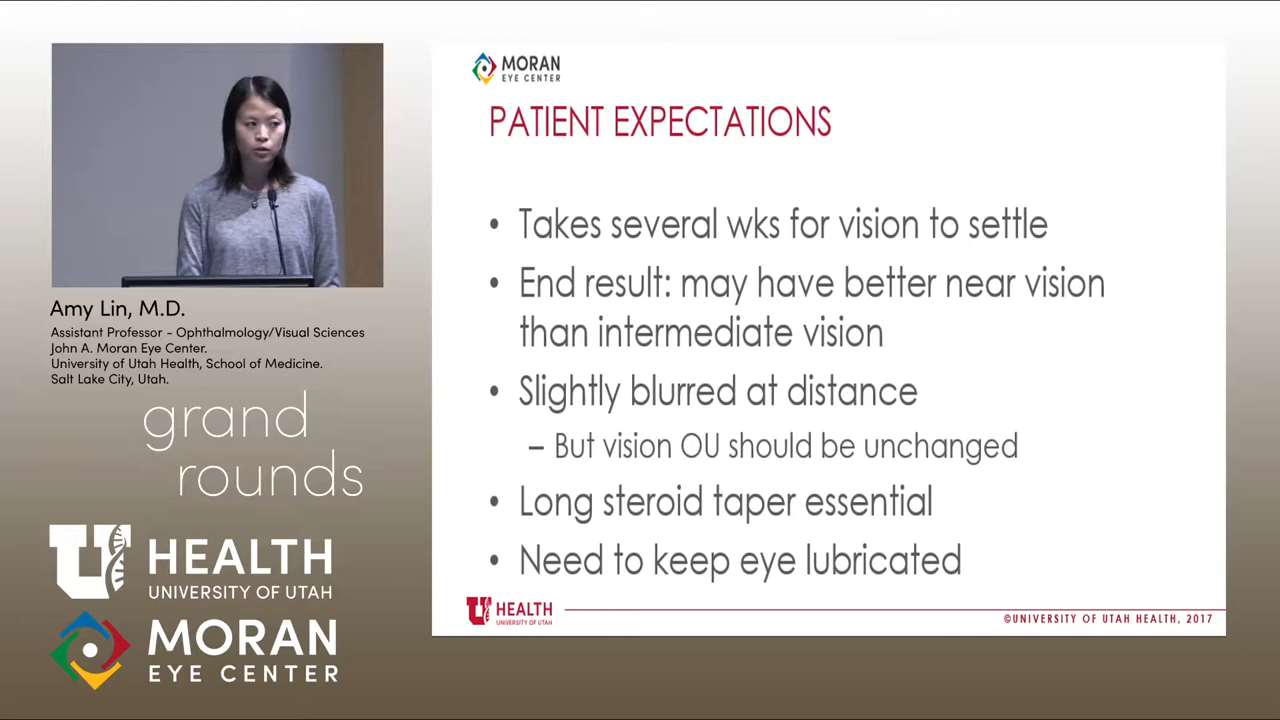 Amy Lin, M.D.
Assistant Professor - Ophthalmology/Visual Sciences
John A. Moran Eye Center.
University of Utah Health, School of Medicine.
Salt Lake City, Utah.
grand
rounds
U HEALTH
UNIVERSITY OF UTAH
MORAN
EYE CENTER
MORAN
EYE CENTER
PATIENT EXPECTATIONS
• Takes several wks for vision to settle
• End result: may have better near vision
than intermediate vision
• Slightly blurred at distance
– But vision OU should be unchanged
• Long steroid taper essential
• Need to keep eye lubricated
U HEALTH
UNIVERSITY OF UTAH
©UNIVERSITY OF UTAH HEALTH, 2017